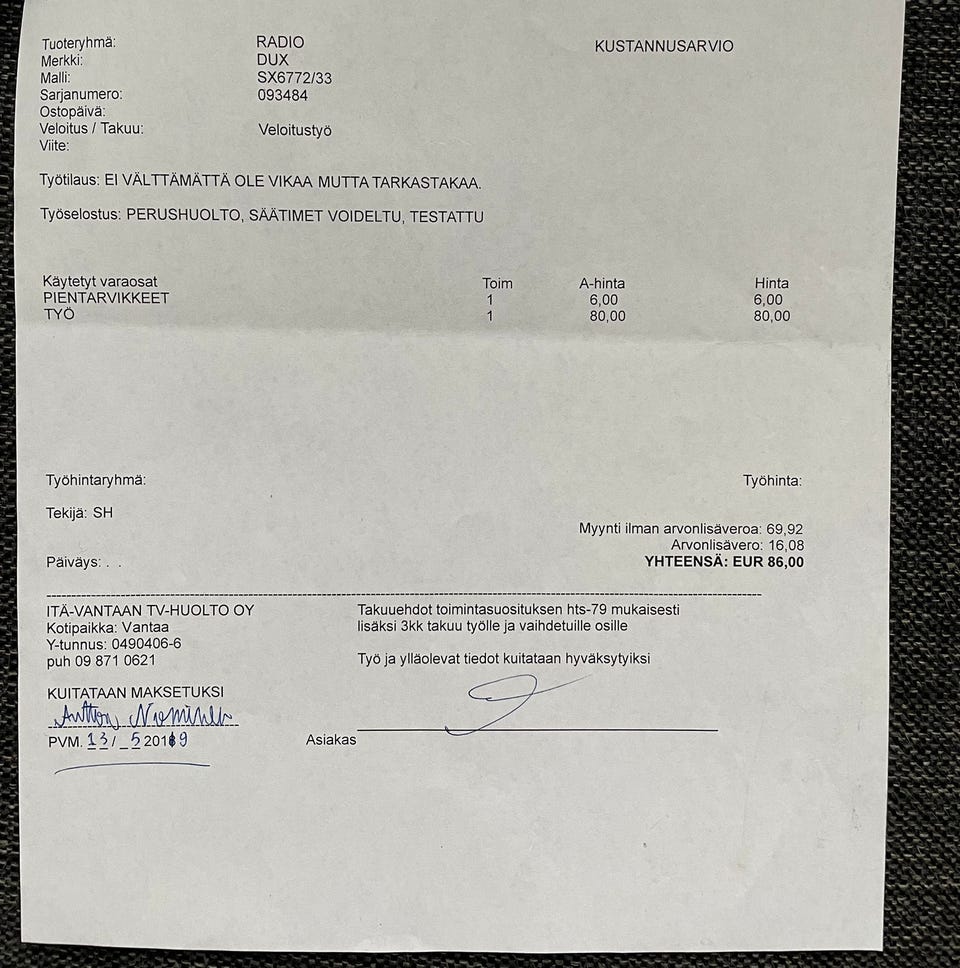 Tuoteryhmä: RADIO KUSTANNUSARVIO
Merkki: DUX
Malli: SX6772/33
Sarjanumero: 093484
Ostopäivä:
Veloitus / Takuu: Veloitustyö
Viite:
Työtilaus: EI VÄLTTÄMÄTTÄ OLE VIKAA MUTTA TARKASTAKAA.
Työselostus: PERUSHUOLTO, SÄÄTIMET VOIDELTU, TESTATTU
Käytetyt varaosat Toim A-hinta Hinta
PIENTARVIKKEET 1 6,00 6,00
TYÖ 1 80,00 80,00
Työhintaryhmä: Työhinta:
Tekijä: SH
Myynti ilman arvonlisäveroa: 69,92
Arvonlisävero: 16,08
Päiväys: . . YHTEENSÄ: EUR 86,00
ITÄ-VANTAAN TV-HUOLTO OY
Kotipaikka: Vantaa
Y-tunnus: 0490406-6
puh 09 871 0621
Takuuehdot toimintasuosituksen hts-79 mukaisesti
lisäksi 3kk takuu työlle ja vaihdetuille osille
Työ ja ylläolevat tiedot kuitataan hyväksytyiksi
KUITATAAN MAKSETUKSI
PVM. 13/ 5 2019
Asiakas